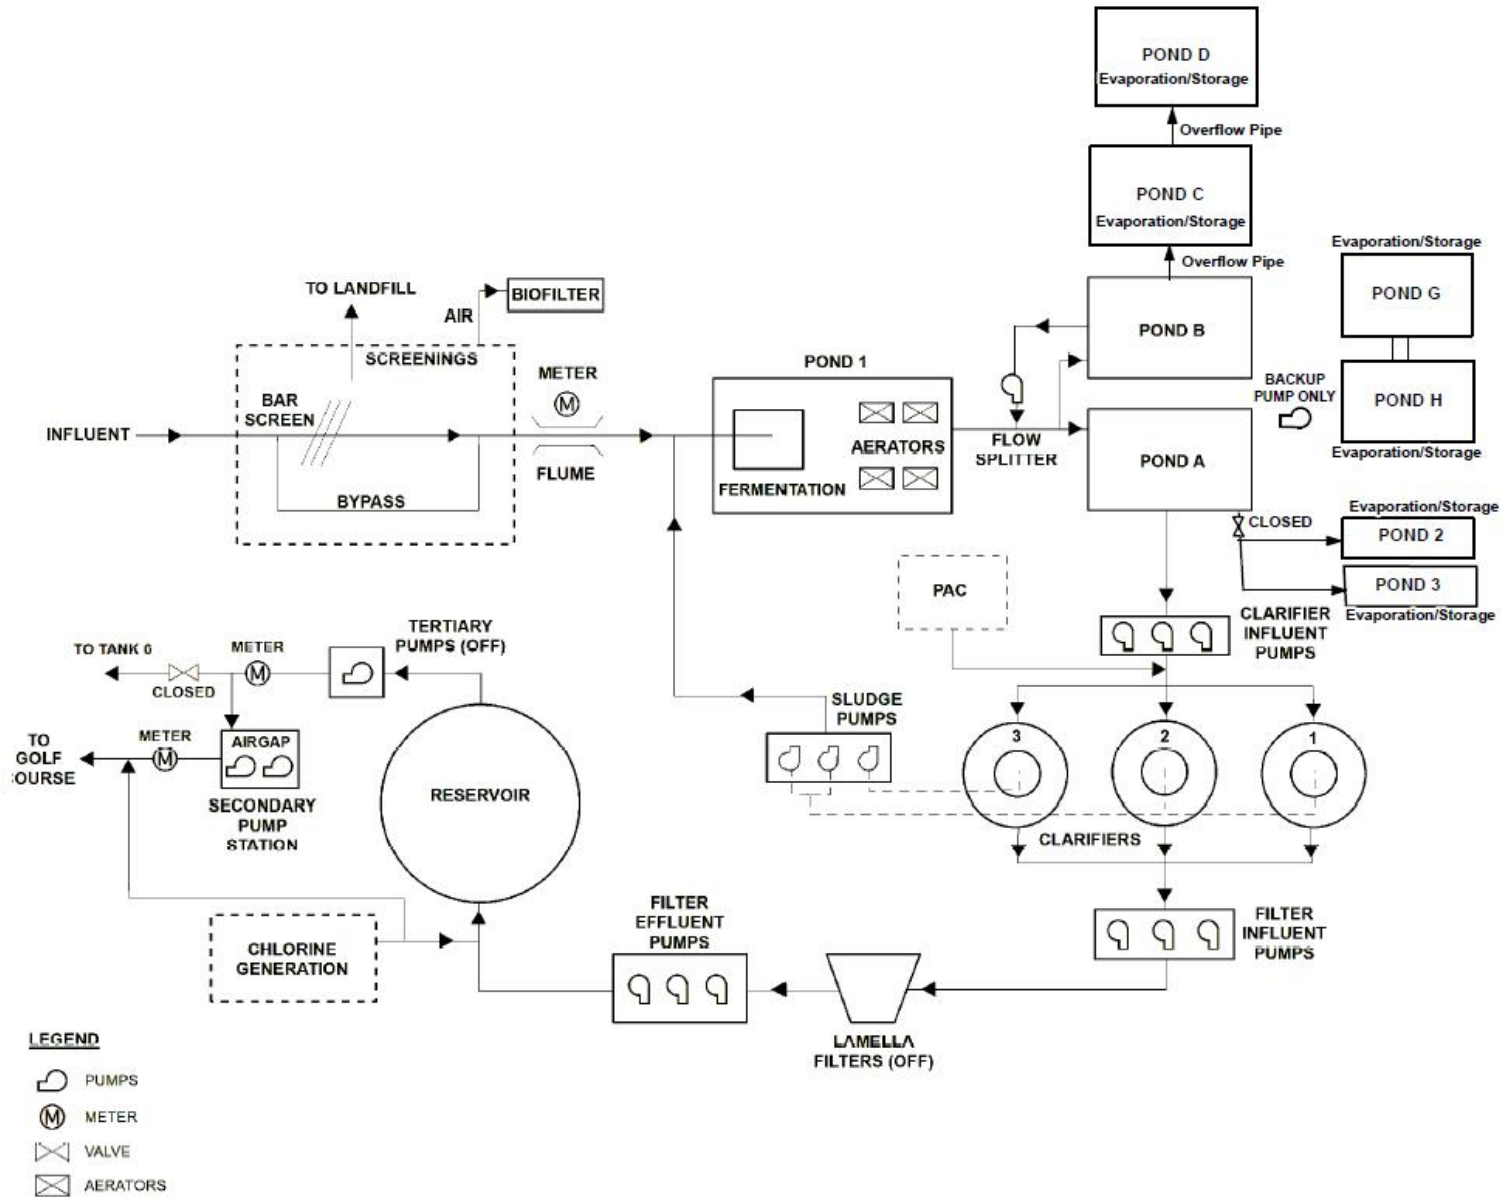 POND D
Evaporation/Storage
Overflow Pipe
POND C
Evaporation/Storage
Overflow Pipe
Evaporation/Storage
POND G
TO LANDFILL
AIR
BIOFILTER
SCREENINGS
POND B
POND 1
METER
M
BACKUP
PUMP ONLY
POND H
BAR
SCREEN
INFLUENT
AERATORS
FLOW
SPLITTER
POND A
Evaporation/Storage
FLUME
FERMENTATION
BYPASS
Evaporation/Storage
CLOSED
POND 2
PAC
POND 3
Evaporation/Storage
CLARIFIER
INFLUENT
PUMPS
TERTIARY
PUMPS (OFF)
TO TANK 6
METER
M
CLOSED
SLUDGE
PUMPS
3
2
1
TO
GOLF
COURSE
METER
M
AIRGAP
RESERVOIR
SECONDARY
PUMP
STATION
CLARIFIERS
FILTER
EFFLUENT
PUMPS
FILTER
INFLUENT
PUMPS
CHLORINE
GENERATION
LAMELLA
FILTERS (OFF)
LEGEND
PUMPS
M
METER
VALVE
AERATORS